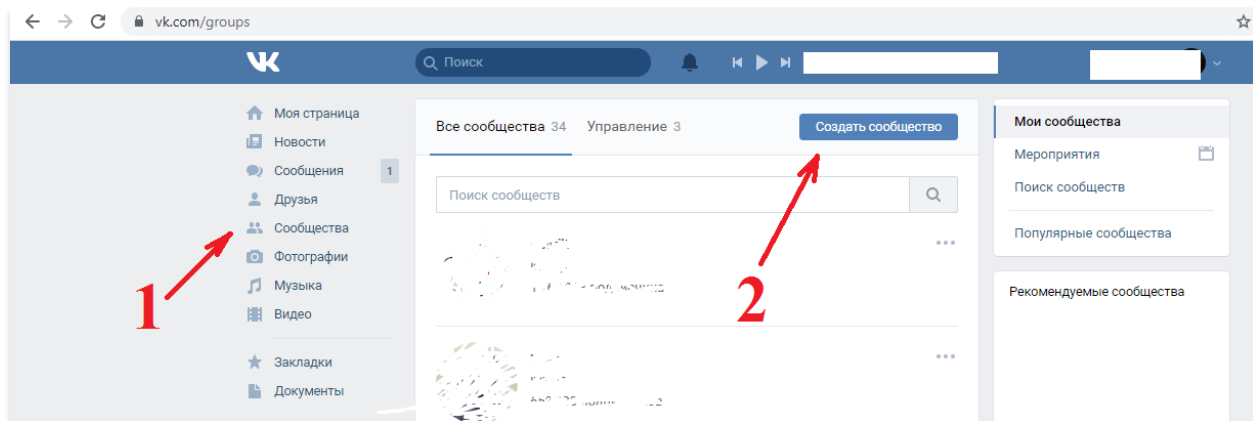 vk.com/groups
Поиск
Моя страница
Новости
Сообщения 1
Друзья
Сообщества
Фотографии
Музыка
Видео
Закладки
Документы
1
Все сообщества 34 Управление 3 Создать сообщество
Поиск сообществ
2
Мои сообщества
Мероприятия
Поиск сообществ
Популярные сообщества
Рекомендуемые сообщества